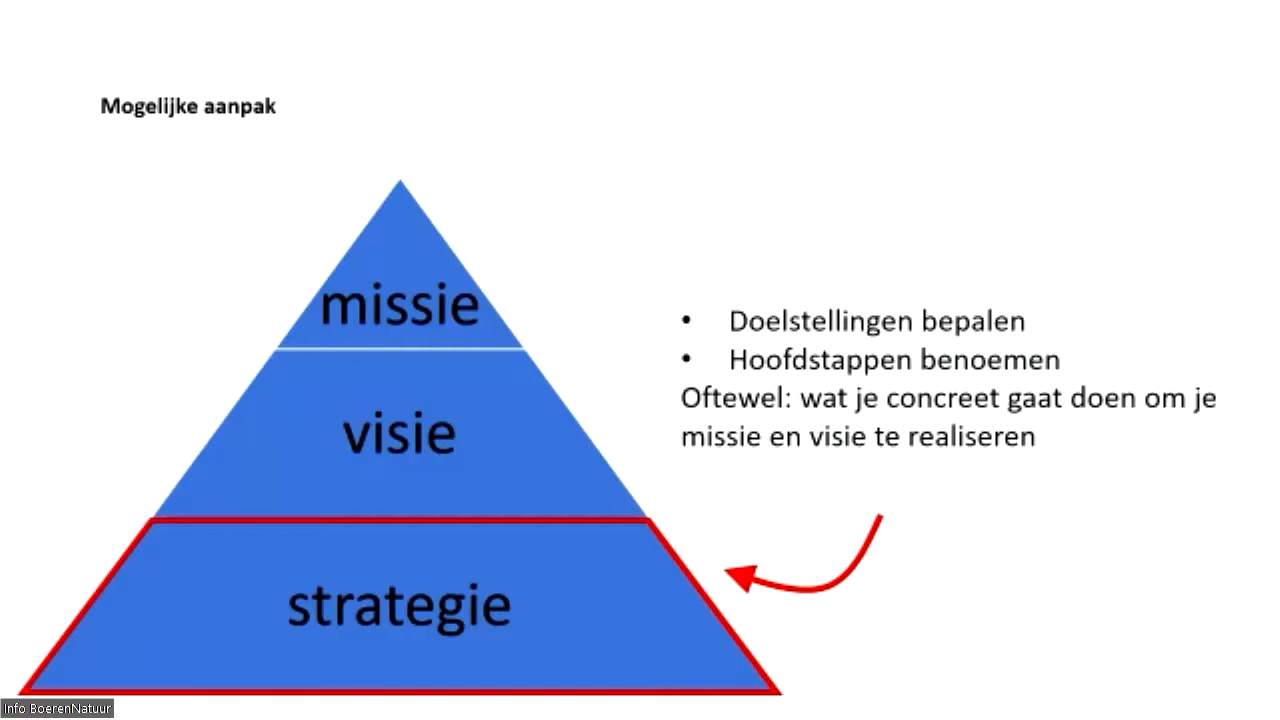 Mogelijke aanpak
missie
visie
strategie
• Doelstellingen bepalen
• Hoofdstappen benoemen
Oftewel: wat je concreet gaat doen om je
missie en visie te realiseren
Info BoerenNatuur